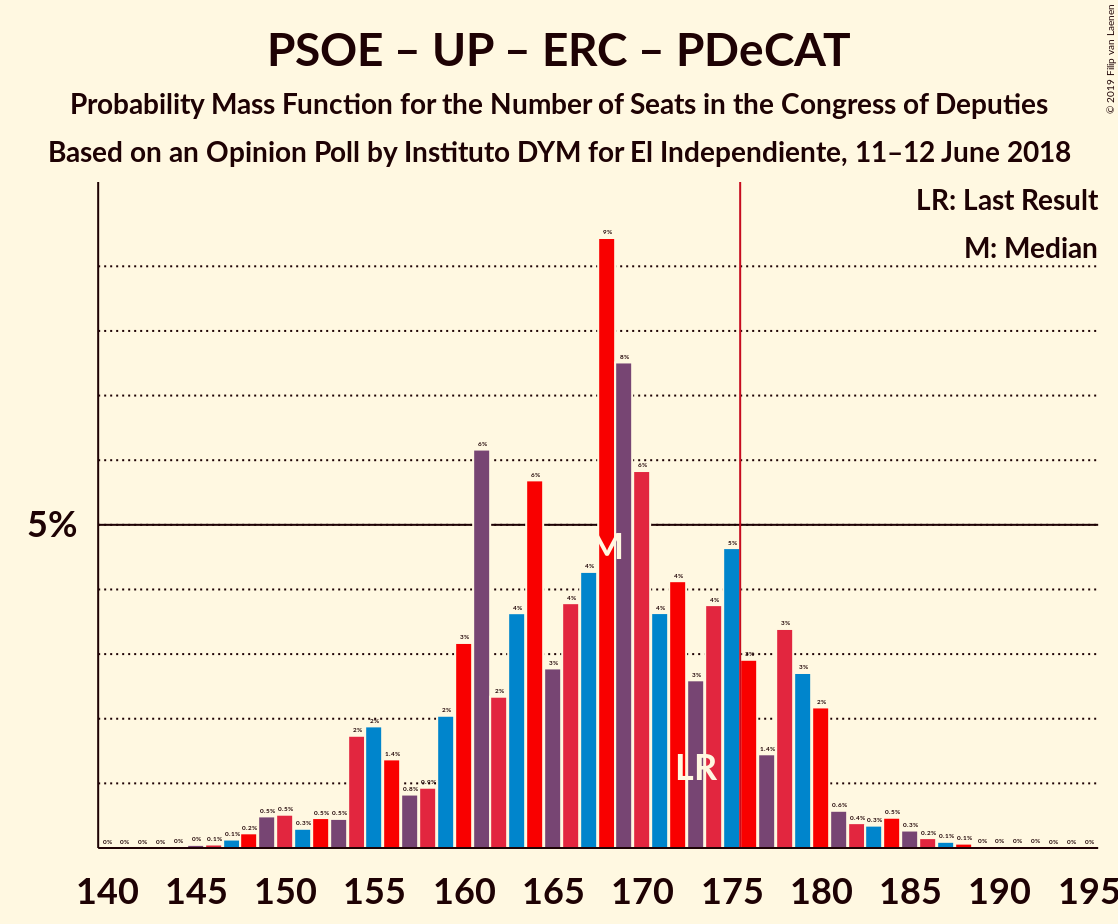 PSOE – UP – ERC – PDeCAT
Probability Mass Function for the Number of Seats in the Congress of Deputies
Based on an Opinion Poll by Instituto DYM for El Independiente, 11–12 June 2018
© 2019 Filip van Laenen
LR: Last Result
M: Median
5%
0% 0% 0% 0% 0% 0% 0.1% 0.1% 0.2% 0.5% 0.5% 0.3% 0.5% 0.5% 2% 2% 1.4% 0.8% 0.9% 2% 3% 6% 2% 4% 6% 3% 4% 4% 9% 8% 6% 4% 4% 3% 4% 5% 3% 1.4% 3% 3% 2% 0.6% 0.4% 0.3% 0.5% 0.3% 0.2% 0.1% 0.1% 0% 0% 0% 0% 0% 0% 0%
M
LR
140 145 150 155 160 165 170 175 180 185 190 195